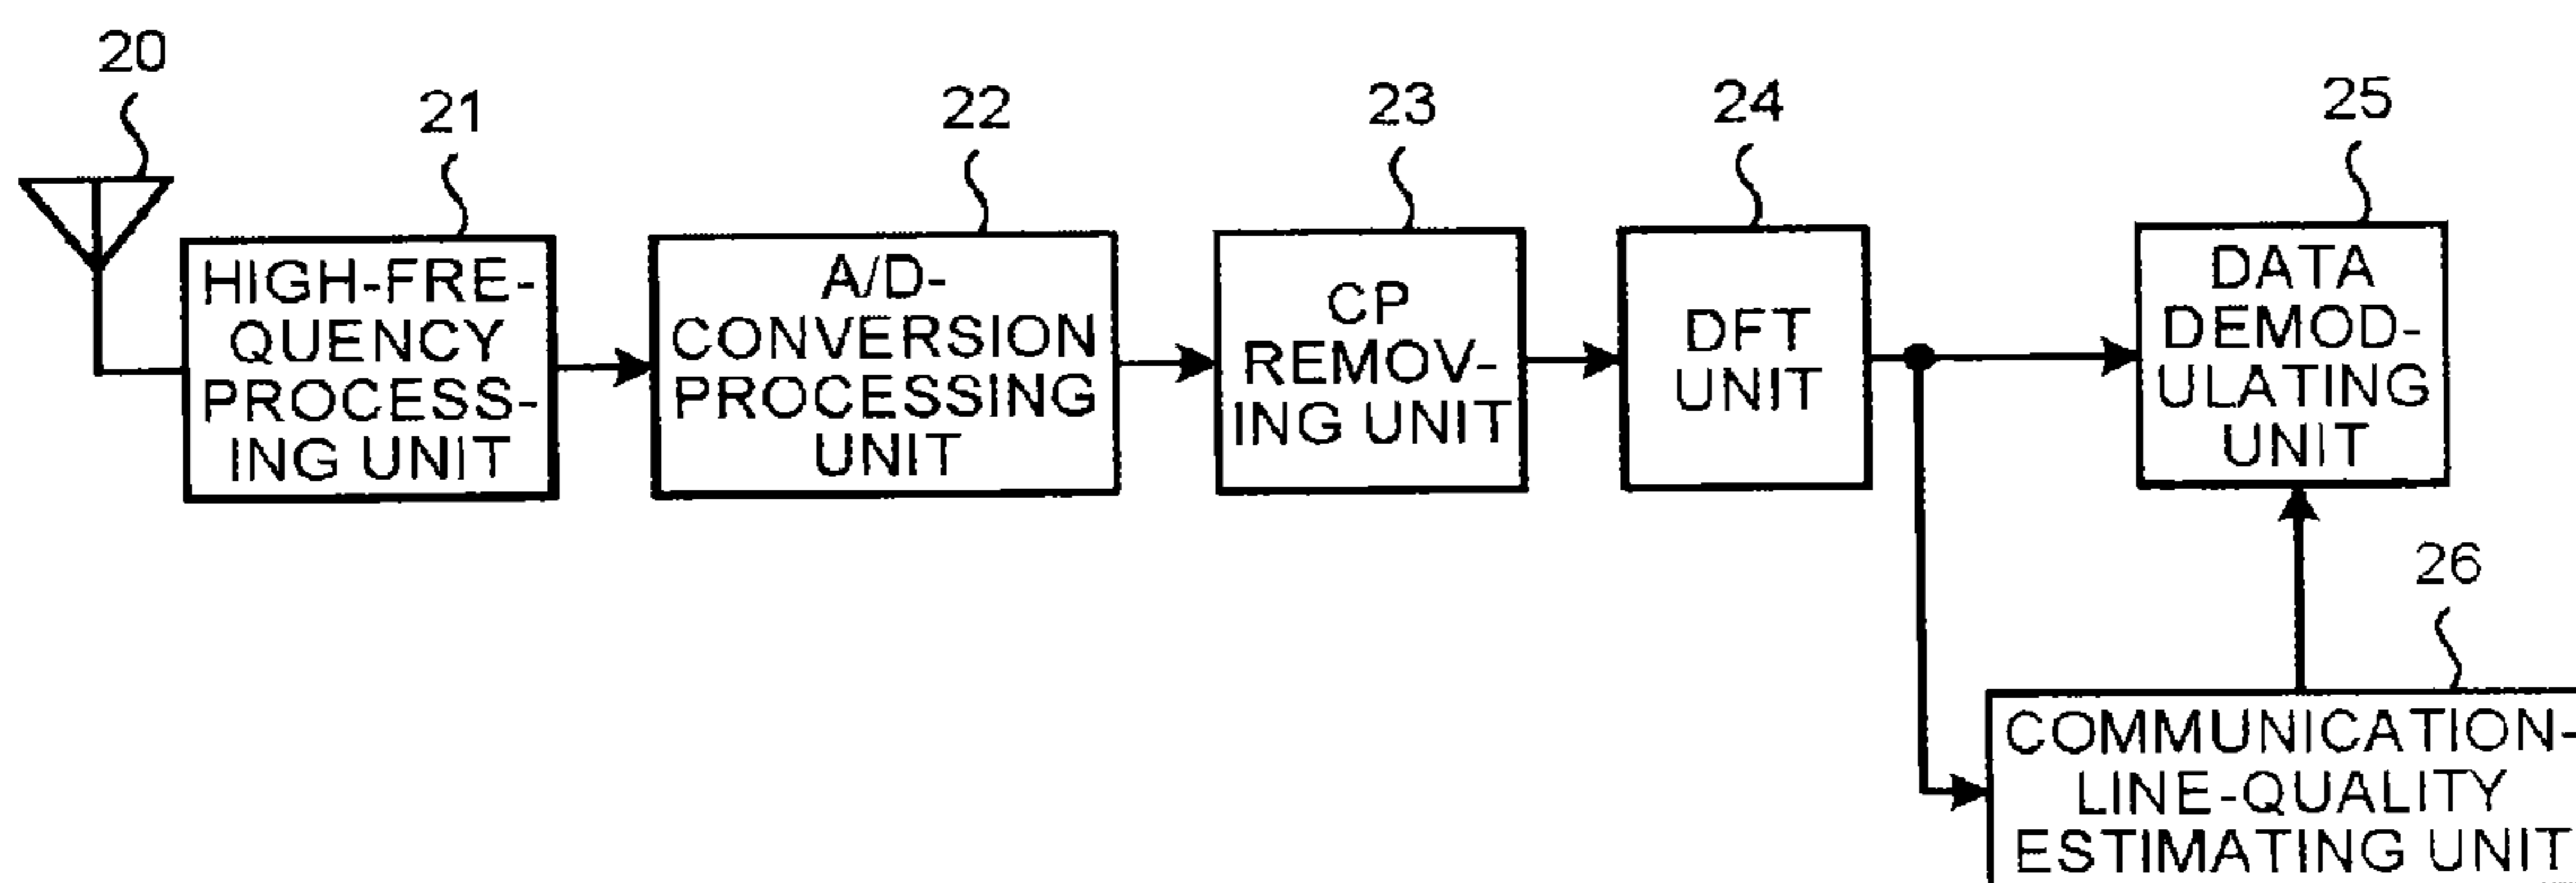 20
21
22
23
24
25
HIGH-FRE-
QUENCY
PROCESS-
ING UNIT
A/D-
CONVERSION
PROCESSING
UNIT
CP
REMOV-
ING UNIT
DFT
UNIT
DATA
DEMOD-
ULATING
UNIT
26
COMMUNICATION-
LINE-QUALITY
ESTIMATING UNIT